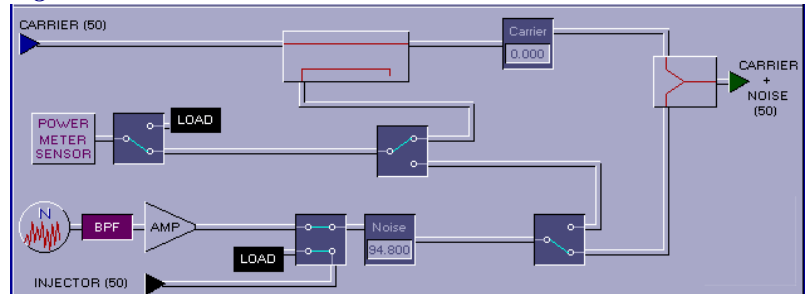 CARRIER (50)
Carrier
0.000
CARRIER
+
NOISE
(50)
LOAD
POWER
METER
SENSOR
N
BPF
AMP
Noise
94.800
LOAD
INJECTOR (50)